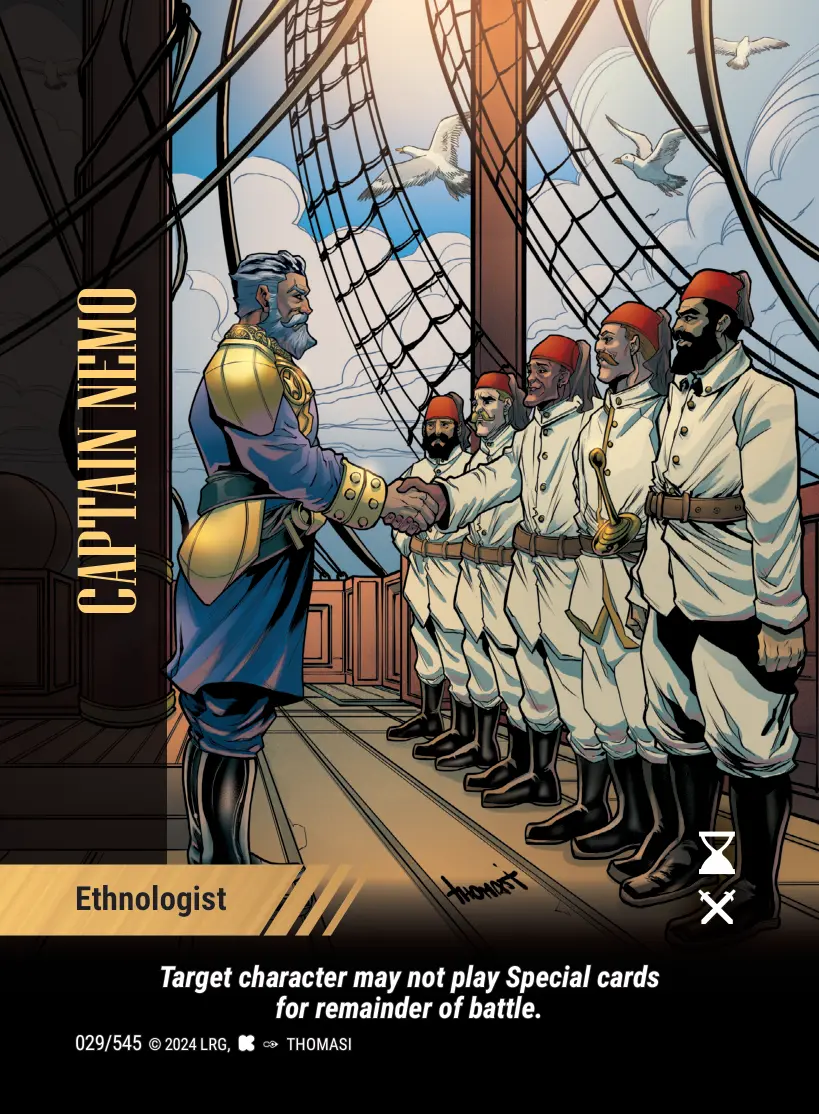 CAPTAIN NEMO
THOMASI
Ethnologist
Target character may not play Special cards
for remainder of battle.
029/545 © 2024 LRG, THOMASI